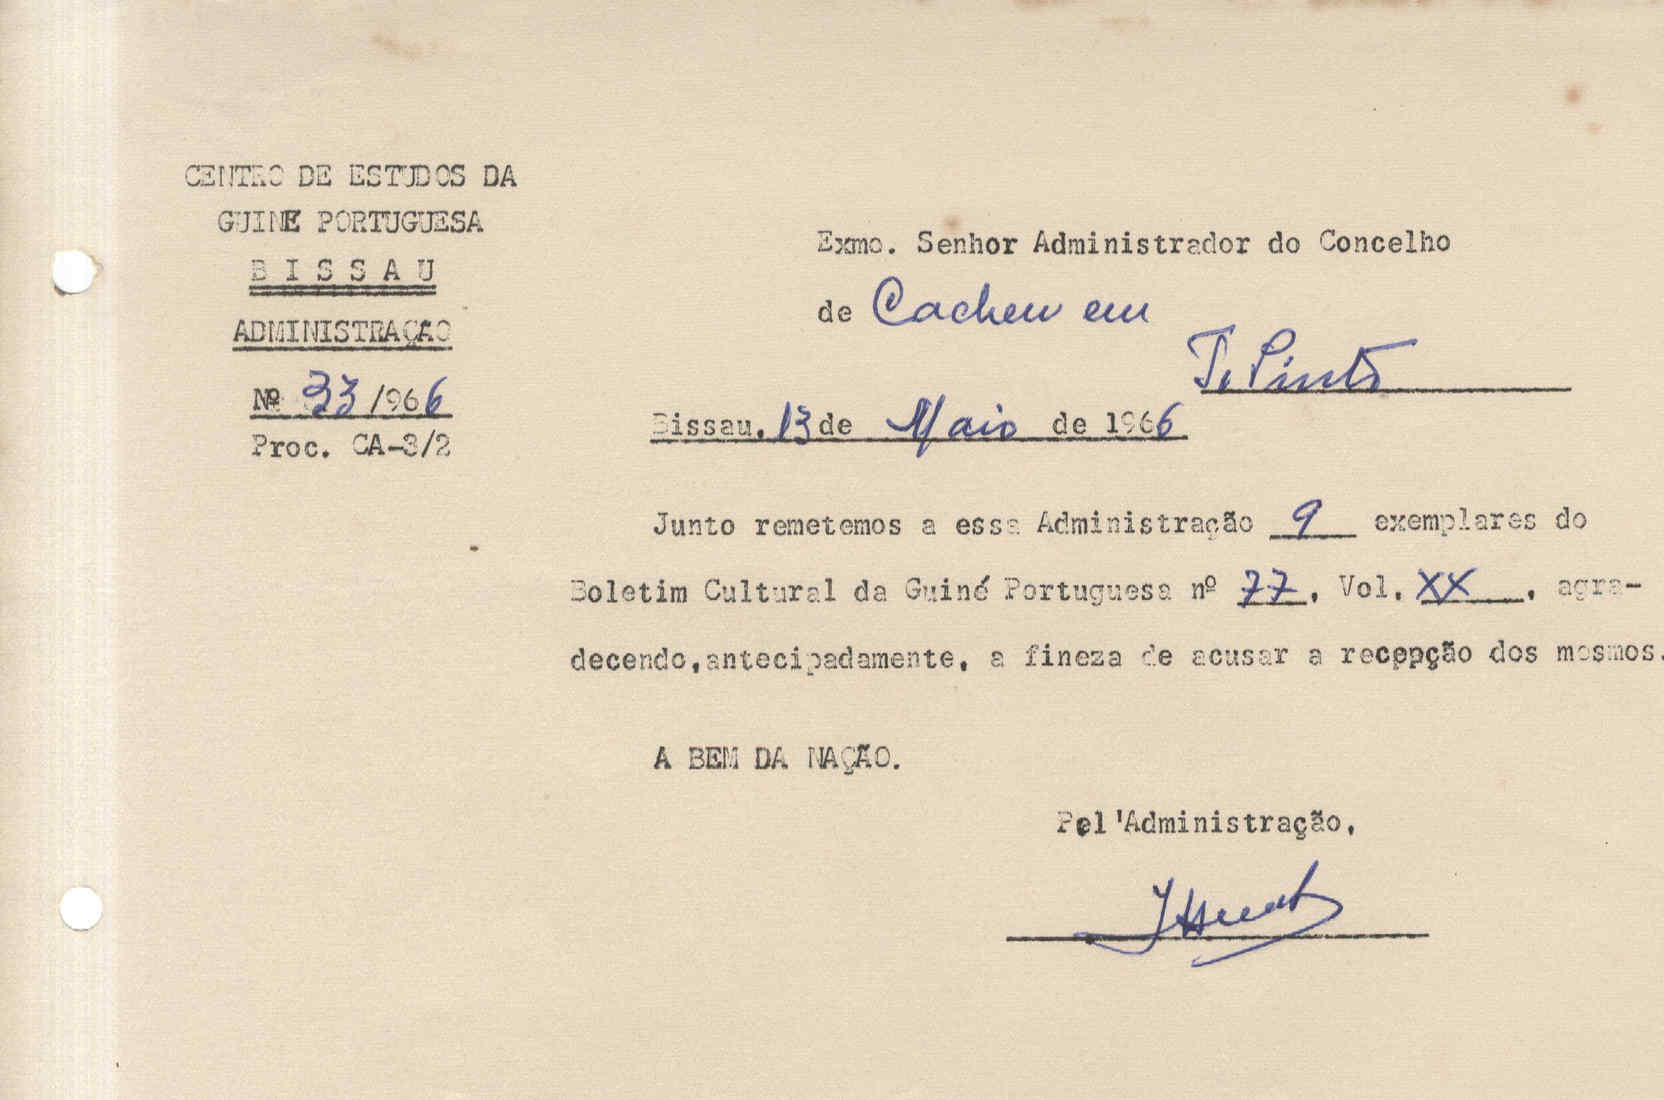 CENTRO DE ESTUDOS DA
GUINÉ PORTUGUESA
B I S S A U
ADMINISTRAÇÃO
Nº 33/966
Proc. CA-3/2
Exmo. Senhor Administrador do Concelho
de Cacheu em
T. Pinto
Bissau, 13 de Maio de 1966
Junto remetemos a essa Administração 9 exemplares do
Boletim Cultural da Guiné Portuguesa nº 77, Vol. XX, agra-
decendo,antecipadamente, a fineza de acusar a recepção dos mesmos.
A BEM DA NAÇÃO.
Pel'Administração,